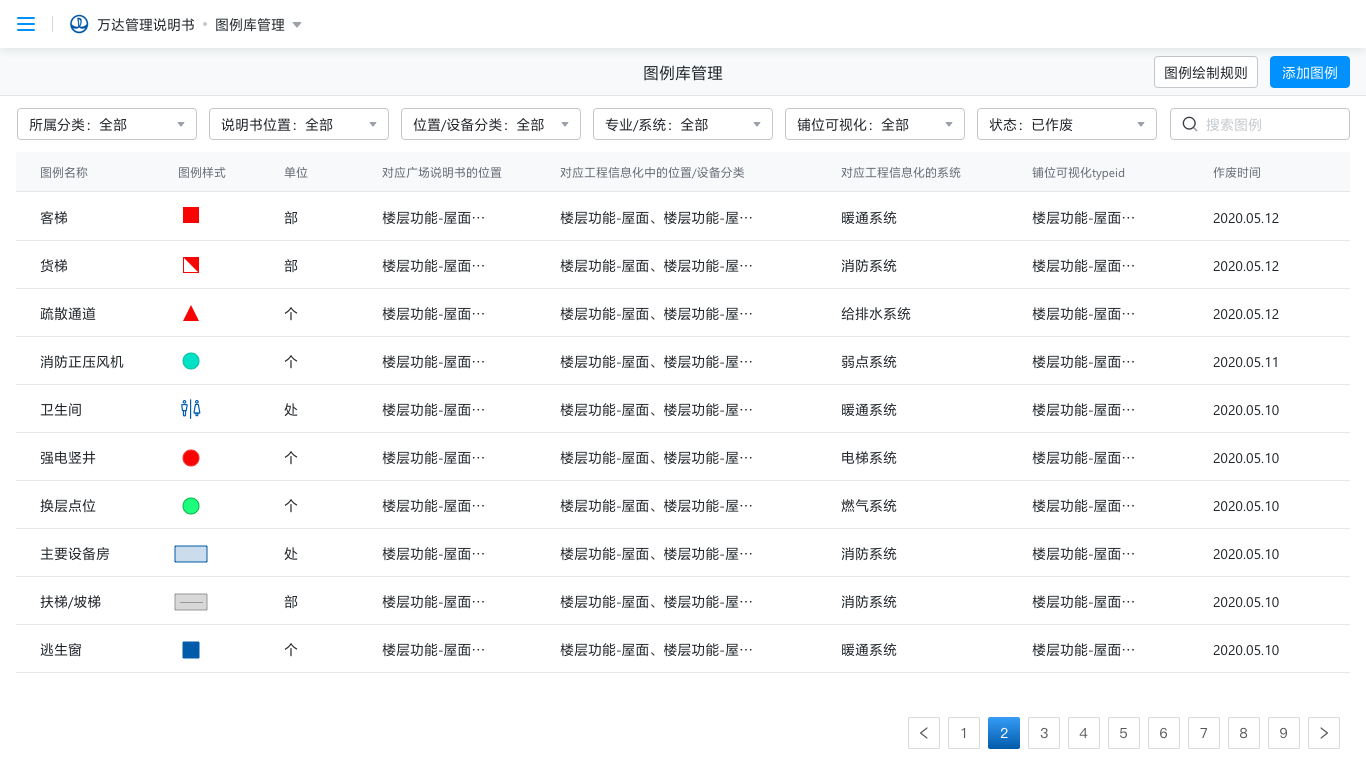 万达管理说明书 • 图例库管理
图例库管理 图例绘制规则 添加图例
所属分类：全部 说明书位置：全部 位置/设备分类：全部 专业/系统：全部 铺位可视化：全部 状态：已作废 搜索图例
图例名称 图例样式 单位 对应广场说明书的位置 对应工程信息化中的位置/设备分类 对应工程信息化的系统 铺位可视化typeid 作废时间
客梯 部 楼层功能-屋面… 楼层功能-屋面、楼层功能-屋… 暖通系统 楼层功能-屋面… 2020.05.12
货梯 部 楼层功能-屋面… 楼层功能-屋面、楼层功能-屋… 消防系统 楼层功能-屋面… 2020.05.12
疏散通道 个 楼层功能-屋面… 楼层功能-屋面、楼层功能-屋… 给排水系统 楼层功能-屋面… 2020.05.12
消防正压风机 个 楼层功能-屋面… 楼层功能-屋面、楼层功能-屋… 弱点系统 楼层功能-屋面… 2020.05.11
卫生间 处 楼层功能-屋面… 楼层功能-屋面、楼层功能-屋… 暖通系统 楼层功能-屋面… 2020.05.10
强电竖井 个 楼层功能-屋面… 楼层功能-屋面、楼层功能-屋… 电梯系统 楼层功能-屋面… 2020.05.10
换层点位 个 楼层功能-屋面… 楼层功能-屋面、楼层功能-屋… 燃气系统 楼层功能-屋面… 2020.05.10
主要设备房 处 楼层功能-屋面… 楼层功能-屋面、楼层功能-屋… 消防系统 楼层功能-屋面… 2020.05.10
扶梯/坡梯 部 楼层功能-屋面… 楼层功能-屋面、楼层功能-屋… 消防系统 楼层功能-屋面… 2020.05.10
逃生窗 个 楼层功能-屋面… 楼层功能-屋面、楼层功能-屋… 暖通系统 楼层功能-屋面… 2020.05.10
1 2 3 4 5 6 7 8 9